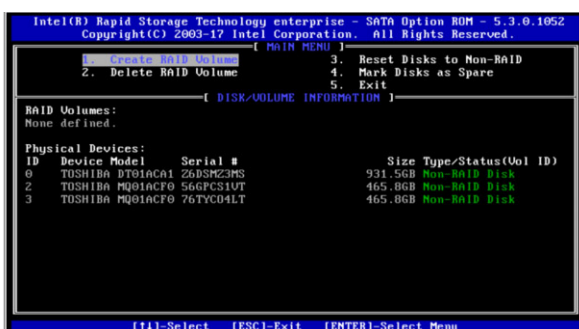 Intel(R) Rapid Storage Technology enterprise - SATA Option ROM - 5.3.0.1052
Copyright(C) 2003-17 Intel Corporation. All Rights Reserved.
[ MAIN MENU ]
1. Create RAID Volume 3. Reset Disks to Non-RAID
2. Delete RAID Volume 4. Mark Disks as Spare
5. Exit
[ DISK/VOLUME INFORMATION ]
RAID Volumes:
None defined.
Physical Devices:
ID Device Model Serial # Size Type/Status(Vol ID)
0 TOSHIBA DT01ACA1 Z6DSMZ3MS 931.5GB Non-RAID Disk
2 TOSHIBA MQ01ACF0 56GPCS1VT 465.8GB Non-RAID Disk
3 TOSHIBA MQ01ACF0 76TYC04LT 465.8GB Non-RAID Disk
[↑↓]-Select [ESC]-Exit [ENTER]-Select Menu